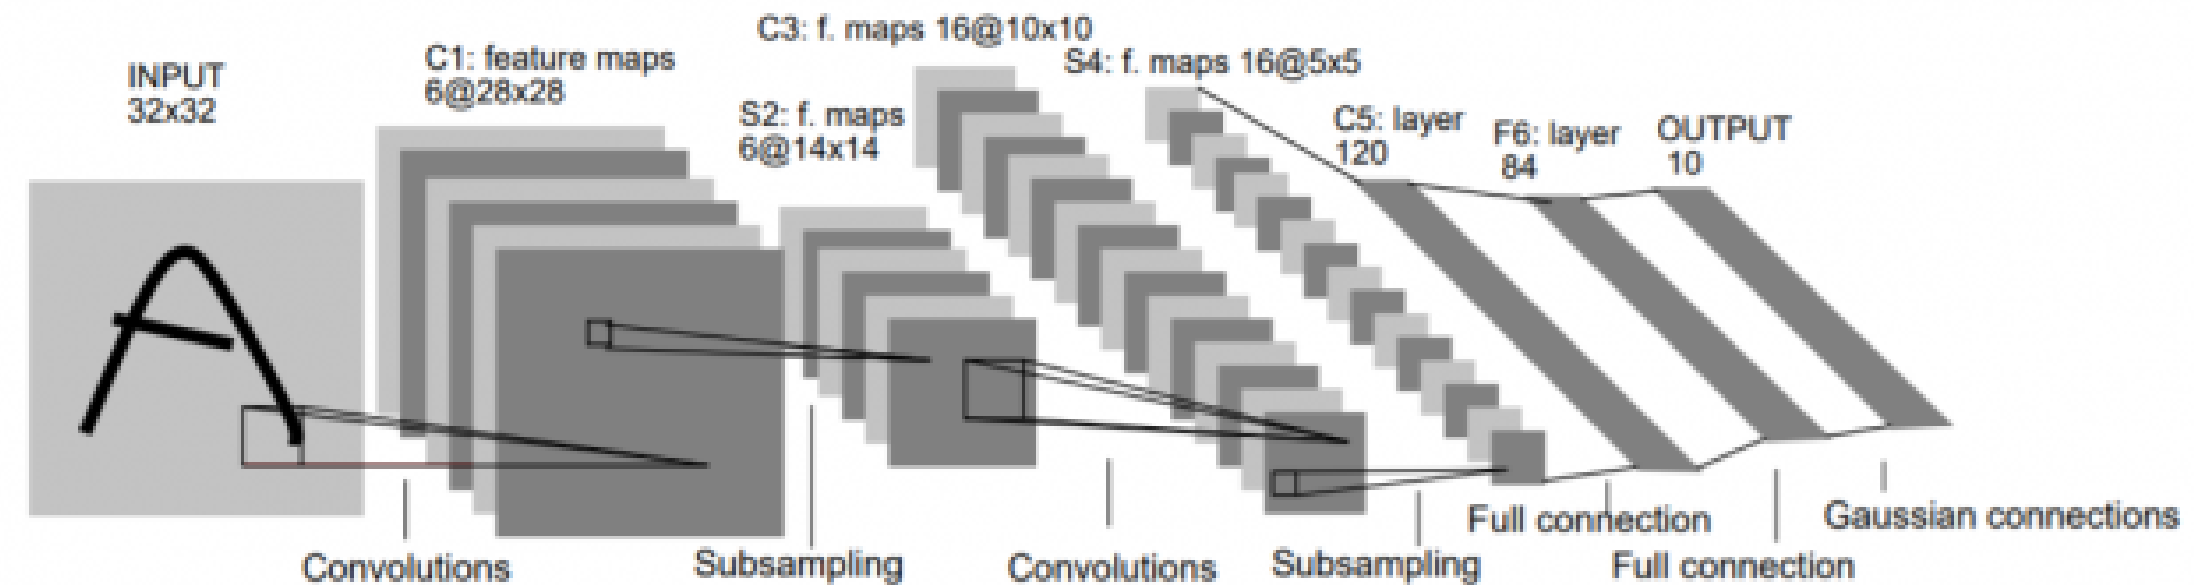 INPUT
32x32
C1: feature maps
6@28x28
S2: f. maps
6@14x14
C3: f. maps 16@10x10
S4: f. maps 16@5x5
C5: layer
120
F6: layer
84
OUTPUT
10
Convolutions
Subsampling
Convolutions
Subsampling
Full connection
Full connection
Gaussian connections